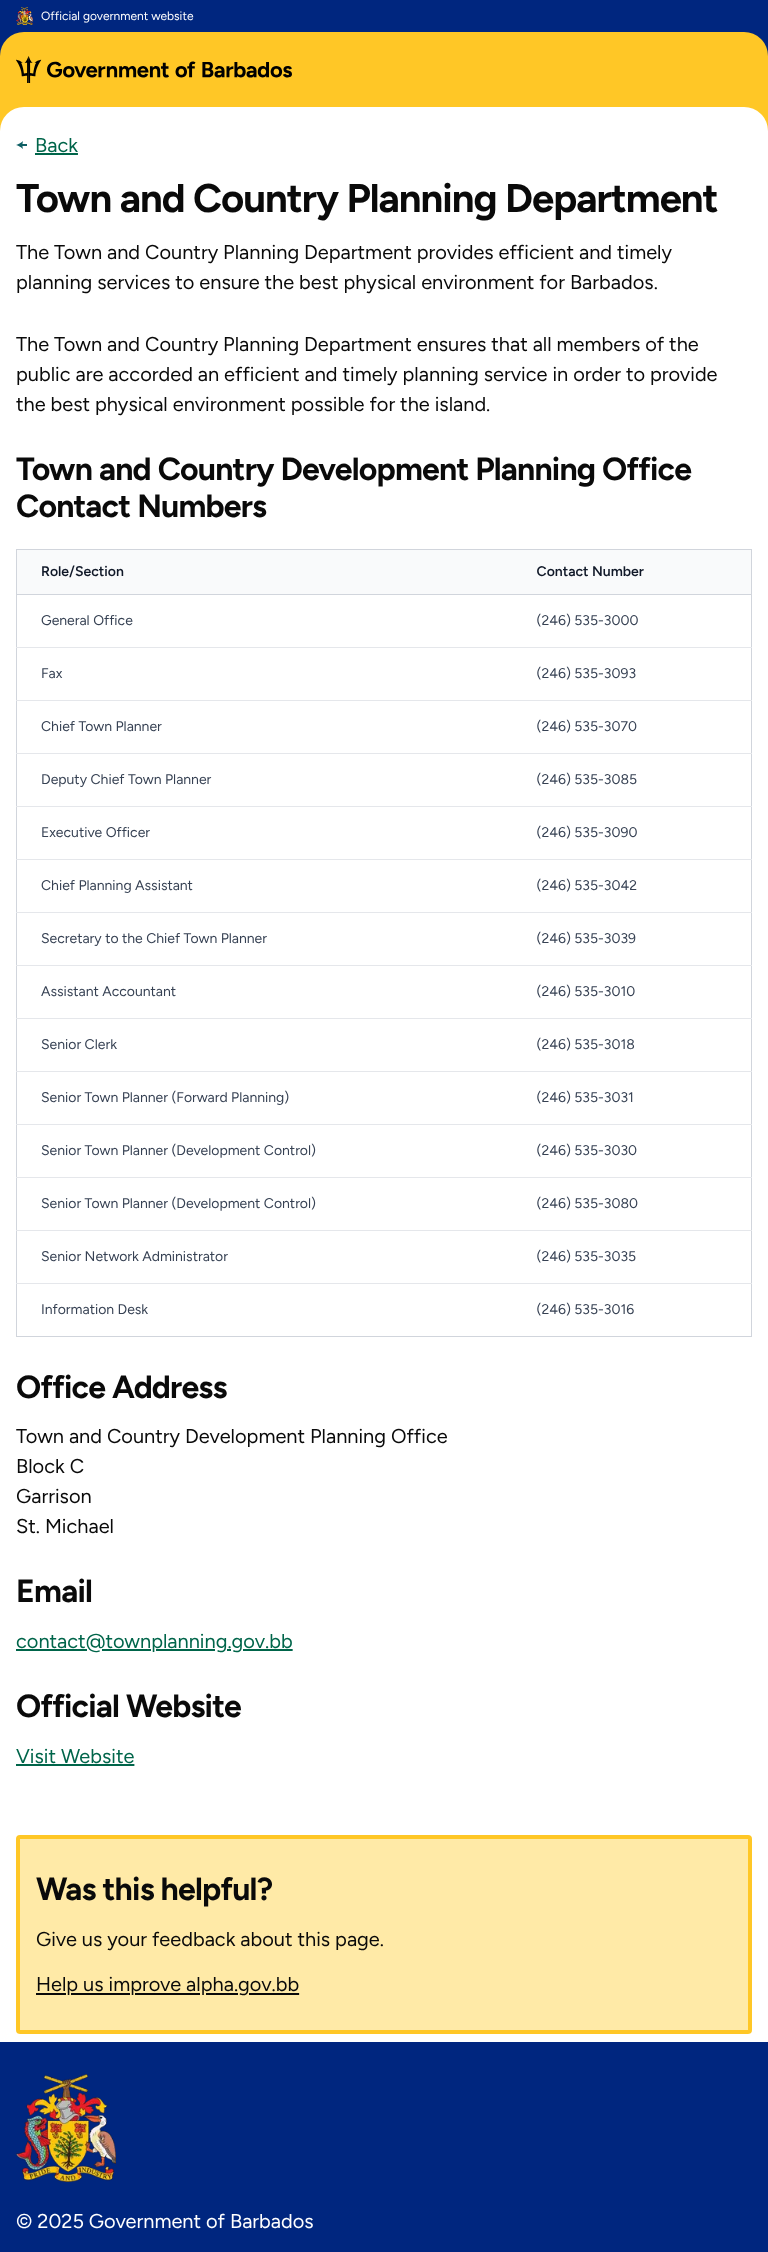 Official government website
Government of Barbados
← Back
Town and Country Planning Department
The Town and Country Planning Department provides efficient and timely
planning services to ensure the best physical environment for Barbados.
The Town and Country Planning Department ensures that all members of the
public are accorded an efficient and timely planning service in order to provide
the best physical environment possible for the island.
Town and Country Development Planning Office
Contact Numbers
Role/Section Contact Number
General Office (246) 535-3000
Fax (246) 535-3093
Chief Town Planner (246) 535-3070
Deputy Chief Town Planner (246) 535-3085
Executive Officer (246) 535-3090
Chief Planning Assistant (246) 535-3042
Secretary to the Chief Town Planner (246) 535-3039
Assistant Accountant (246) 535-3010
Senior Clerk (246) 535-3018
Senior Town Planner (Forward Planning) (246) 535-3031
Senior Town Planner (Development Control) (246) 535-3030
Senior Town Planner (Development Control) (246) 535-3080
Senior Network Administrator (246) 535-3035
Information Desk (246) 535-3016
Office Address
Town and Country Development Planning Office
Block C
Garrison
St. Michael
Email
contact@townplanning.gov.bb
Official Website
Visit Website
Was this helpful?
Give us your feedback about this page.
Help us improve alpha.gov.bb
PRIDE AND INDUSTRY
© 2025 Government of Barbados